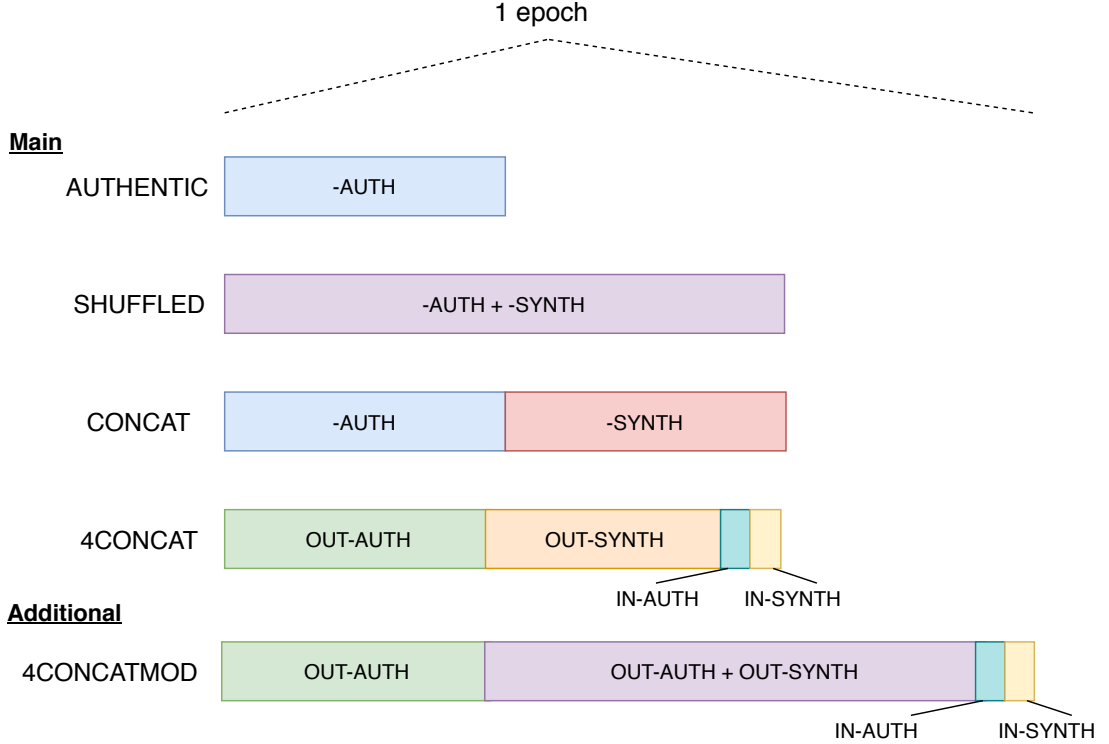 1 epoch
Main
AUTHENTIC
-AUTH
SHUFFLED
-AUTH + -SYNTH
CONCAT
-AUTH
-SYNTH
4CONCAT
OUT-AUTH
OUT-SYNTH
IN-AUTH
IN-SYNTH
Additional
4CONCATMOD
OUT-AUTH
OUT-AUTH + OUT-SYNTH
IN-AUTH
IN-SYNTH